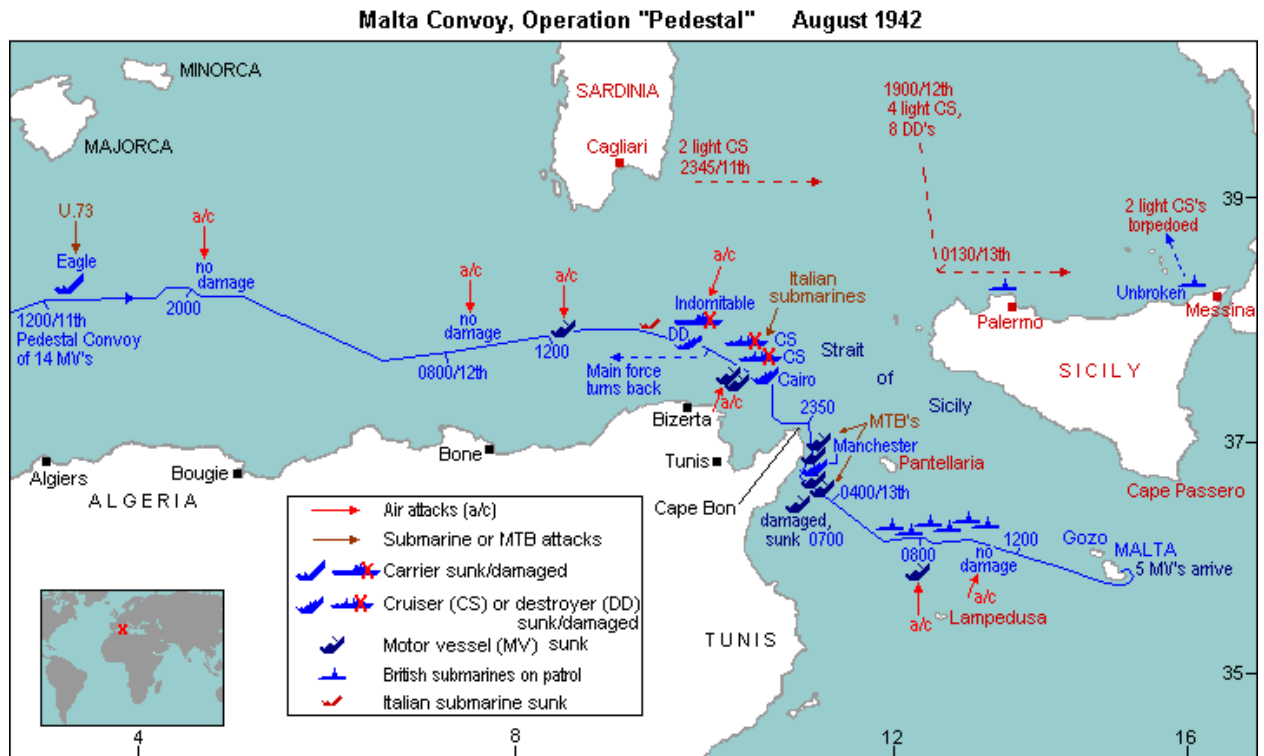 Malta Convoy, Operation "Pedestal" August 1942
MINORCA
MAJORCA
SARDINIA
Cagliari
2 light CS
2345/11th
1900/12th
4 light CS,
8 DD's
39
2 light CS's
torpedoed
U.73
a/c
Eagle
no
damage
2000
1200/11th
Pedestal Convoy
of 14 MV's
a/c
no
damage
0800/12th
a/c
1200
a/c
Indomitable
Italian
submarines
DD
CS
CS
Cairo
Main force
turns back
a/c
0130/13th
Unbroken
Messina
Palermo
SICILY
Strait
of
Sicily
Bizerta
2350
MTB's
37
Manchester
Pantellaria
Cape Passero
Algiers
Bougie
Bone
Tunis
ALGERIA
Cape Bon
0400/13th
damaged,
sunk
0700
0800
no
damage
1200
Gozo
MALTA
5 MV's arrive
a/c
a/c
Lampedusa
TUNIS
35
Air attacks (a/c)
Submarine or MTB attacks
Carrier sunk/damaged
Cruiser (CS) or destroyer (DD)
sunk/damaged
Motor vessel (MV) sunk
British submarines on patrol
Italian submarine sunk
X
4
8
12
16